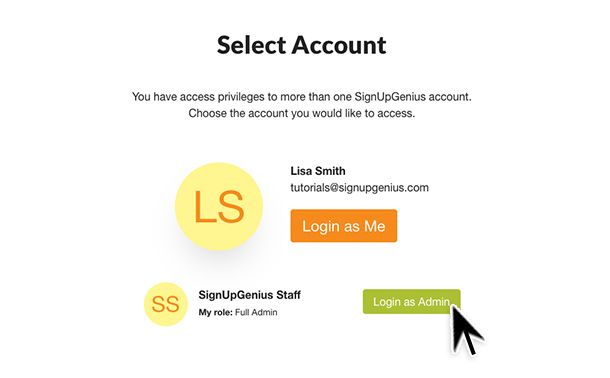 Select Account
You have access privileges to more than one SignUpGenius account.
Choose the account you would like to access.
LS
Lisa Smith
tutorials@signupgenius.com
Login as Me
SS
SignUpGenius Staff
My role: Full Admin
Login as Admin